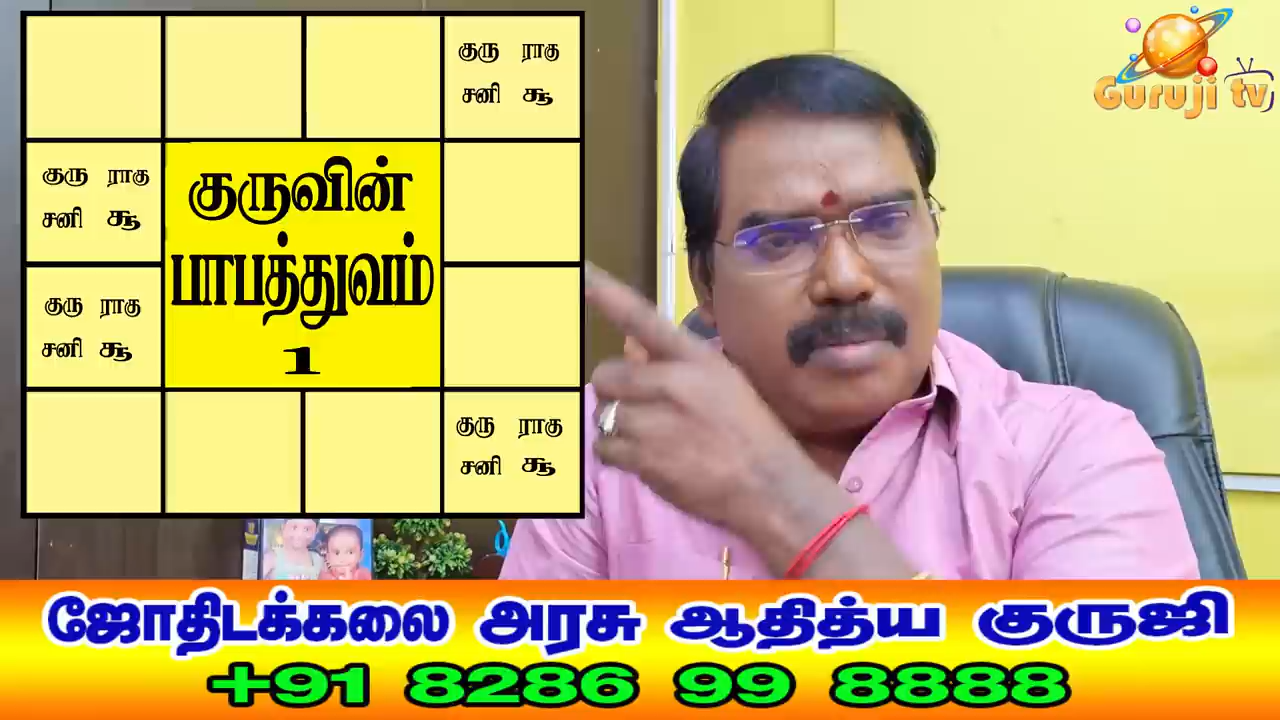 குரு ராகு
சனி சூ
Guruji tv
குரு ராகு
சனி சூ
குருவின்
பாபத்துவம்
1
குரு ராகு
சனி சூ
குரு ராகு
சனி சூ
ஜோதிடக்கலை அரசு ஆதித்ய குருஜி
+91 8286 99 8888